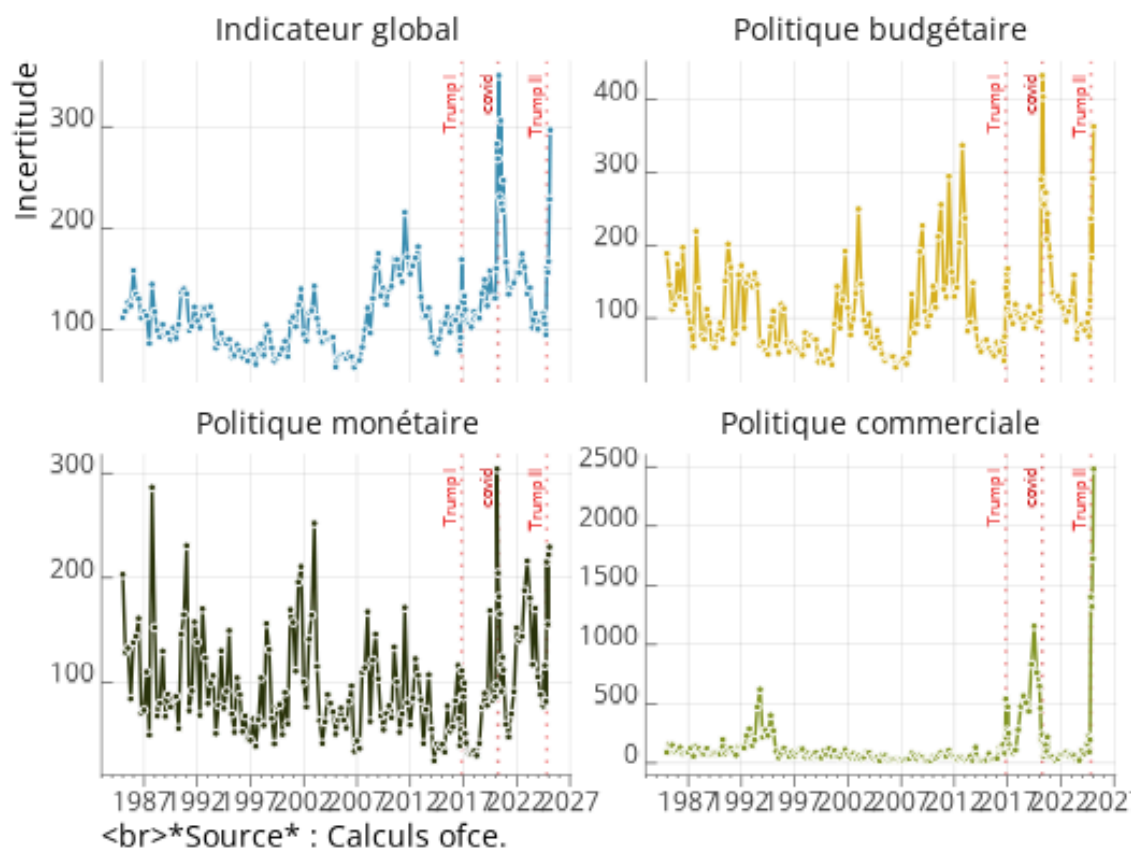 Indicateur global
Politique budgétaire
Incertitude
300
200
100
Trump I
covid
Trump II
400
300
200
100
Trump I
covid
Trump II
Politique monétaire
Politique commerciale
300
200
100
Trump I
covid
Trump II
2500
2000
1500
1000
500
0
Trump I
covid
Trump II
1987 1992 1997 2002 2007 2012 2017 2022 2027
1987 1992 1997 2002 2007 2012 2017 2022 202
<br>*Source* : Calculs ofce.